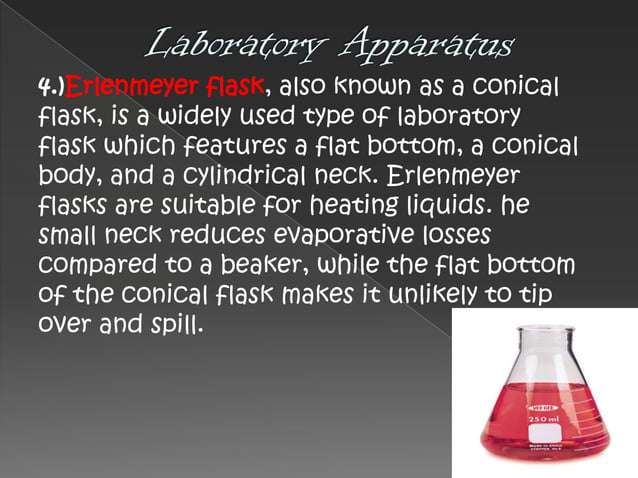 Laboratory Apparatus
4.)Erlenmeyer flask, also known as a conical
flask, is a widely used type of laboratory
flask which features a flat bottom, a conical
body, and a cylindrical neck. Erlenmeyer
flasks are suitable for heating liquids. he
small neck reduces evaporative losses
compared to a beaker, while the flat bottom
of the conical flask makes it unlikely to tip
over and spill.
250 ml